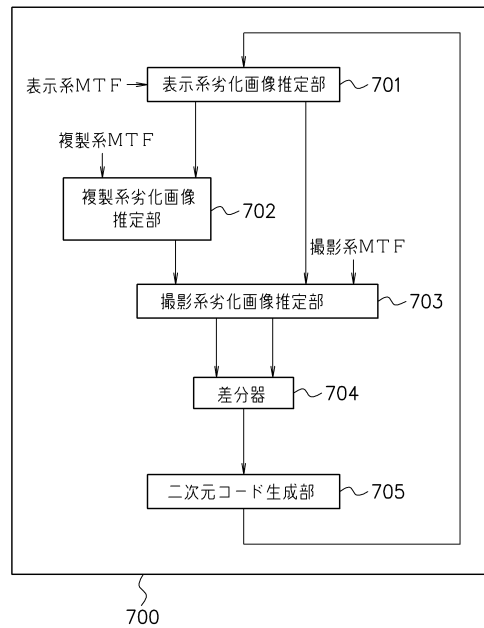 表示系MTF
表示系劣化画像推定部
701
複製系MTF
複製系劣化画像
推定部
702
撮影系MTF
撮影系劣化画像推定部
703
差分器
704
二次元コード生成部
705
700